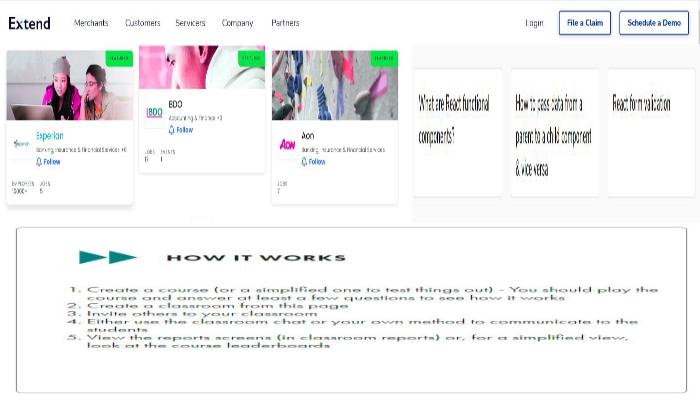 Extend
Merchants Customers Servicers Company Partners
Login File a Claim Schedule a Demo
FEATURED
Experian
Banking, Insurance & Financial Services +6
Follow
EMPLOYEES JOBS
10000+ 5
BDO
Accounting & Finance +3
Follow
JOBS EVENTS
17 1
FEATURED
AON
Aon
Banking, Insurance & Financial Services
Follow
JOBS
7
What are React functional
components?
How to pass data from a
parent to a child component
& vice versa
React form validation
HOW IT WORKS
1. Create a course (or a simplified one to test things out) - You should play the
course and answer at least a few questions to see how it works
2. Create a classroom from this page
3. Invite others to your classroom
4. Either use the classroom chat or your own method to communicate to the
students
5. View the reports screens (in classroom reports) or, for a simplified view,
look at the course leaderboards